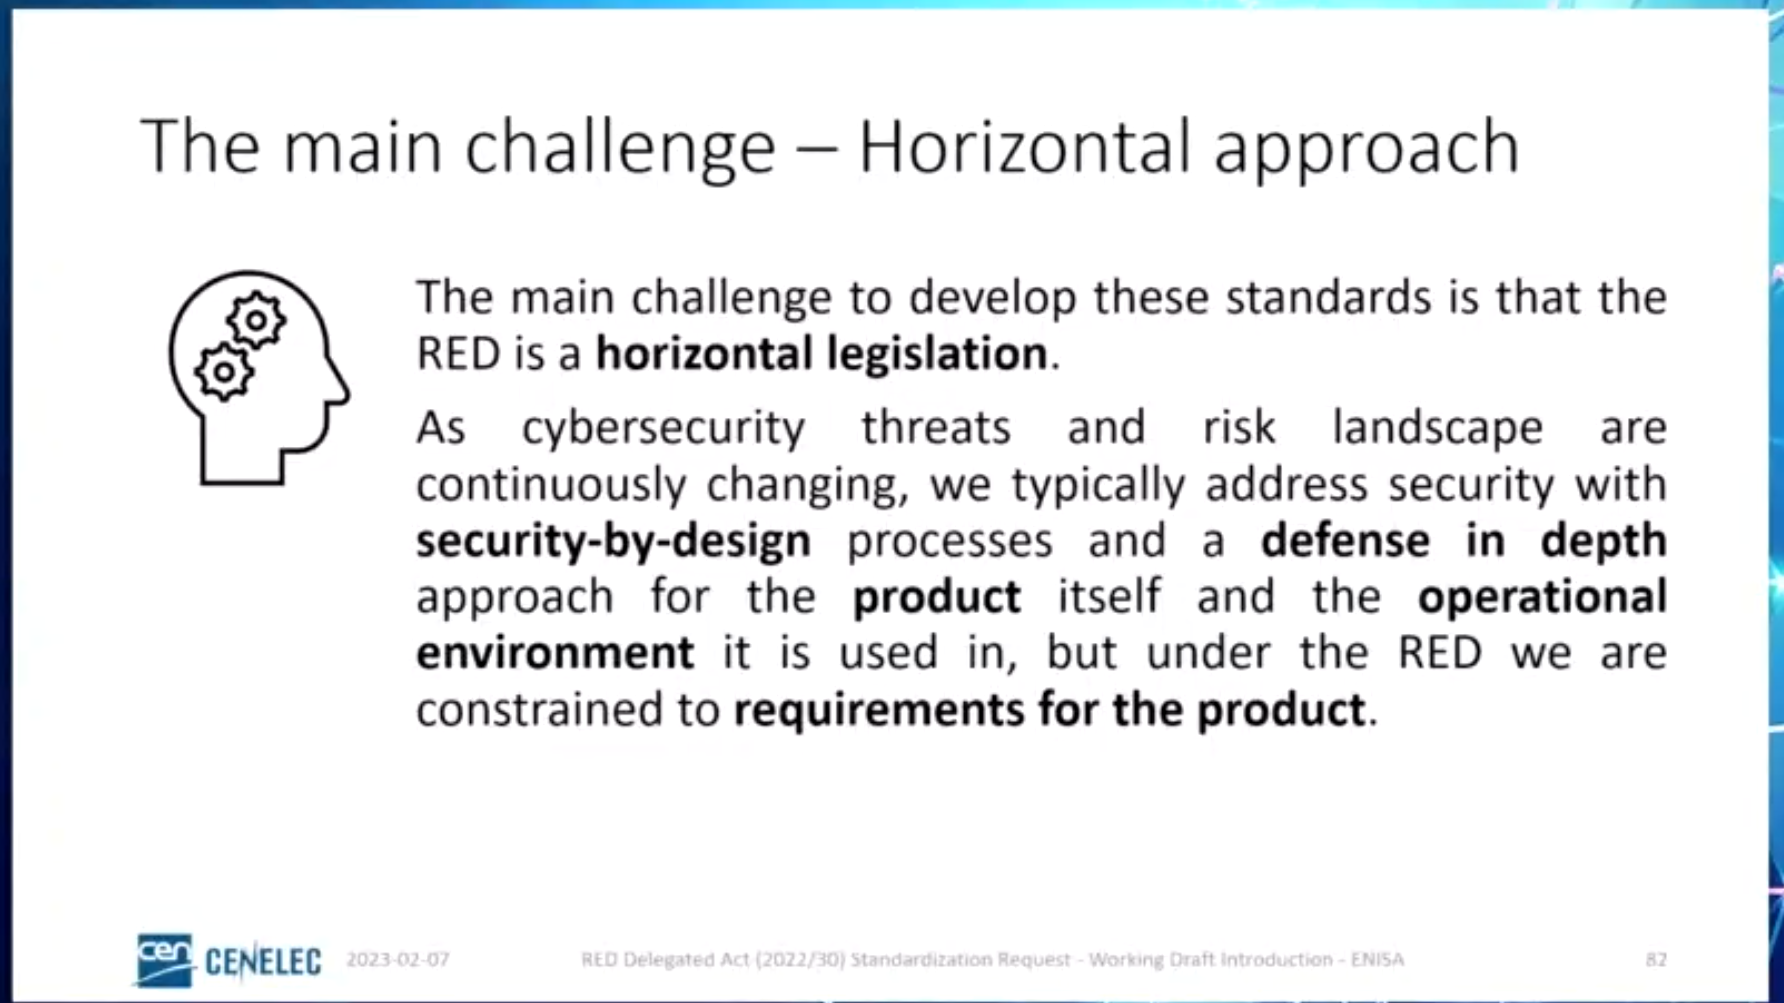 The main challenge – Horizontal approach
The main challenge to develop these standards is that the
RED is a horizontal legislation.
As cybersecurity threats and risk landscape are
continuously changing, we typically address security with
security-by-design processes and a defense in depth
approach for the product itself and the operational
environment it is used in, but under the RED we are
constrained to requirements for the product.
cen CENELEC 2023-02-07 RED Delegated Act (2022/30) Standardization Request - Working Draft Introduction - ENISA 82